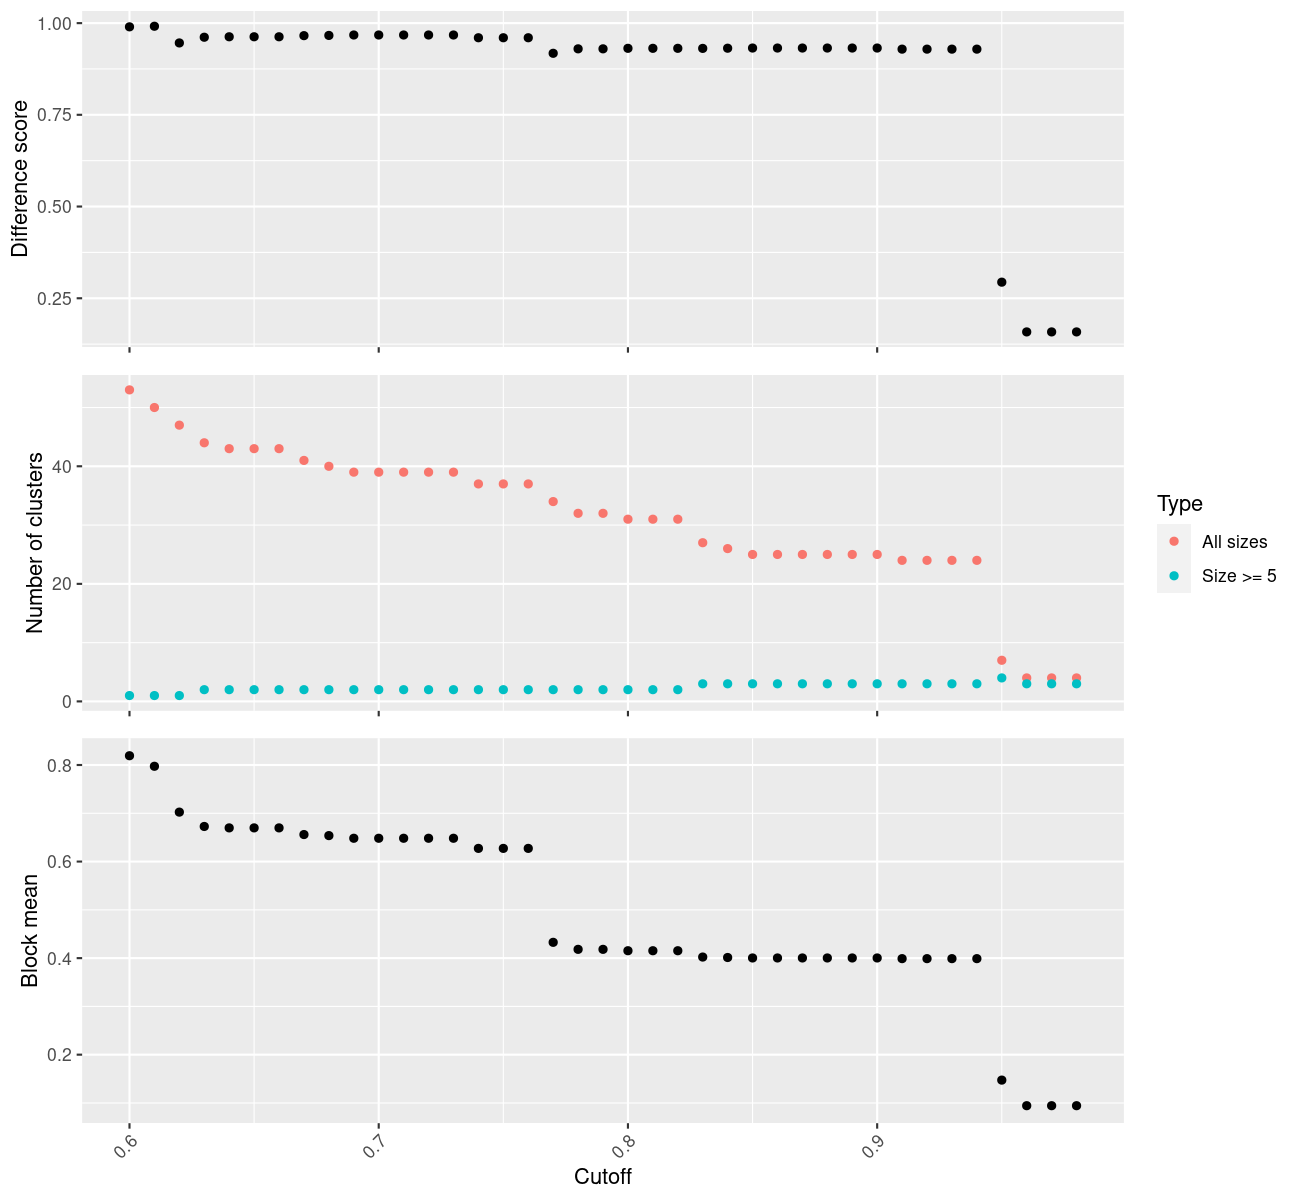 Difference score
1.00
0.75
0.50
0.25
Number of clusters
40
20
0
Type
All sizes
Size >= 5
Block mean
0.8
0.6
0.4
0.2
0.6 0.7 0.8 0.9
Cutoff